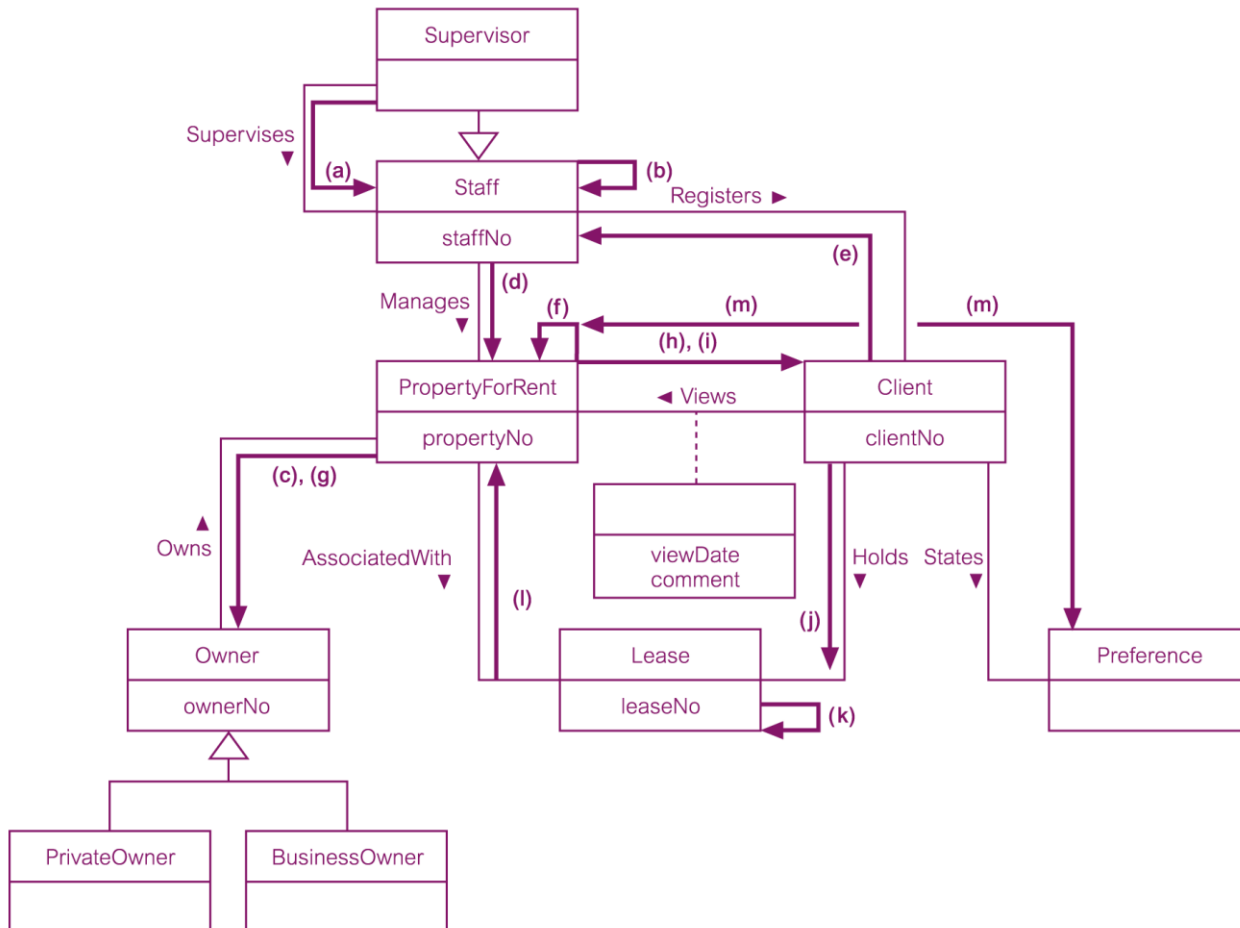 Supervisor
Supervises
▼
(a)
Staff
(b)
Registers ►
staffNo
(e)
(d)
Manages
▼
(f)
(m)
(m)
(h), (i)
PropertyForRent
◄ Views
Client
propertyNo
clientNo
(c), (g)
▲
Owns
AssociatedWith
▼
viewDate
comment
Holds
▼
States
▼
(l)
(j)
Owner
Lease
Preference
ownerNo
leaseNo
(k)
PrivateOwner
BusinessOwner